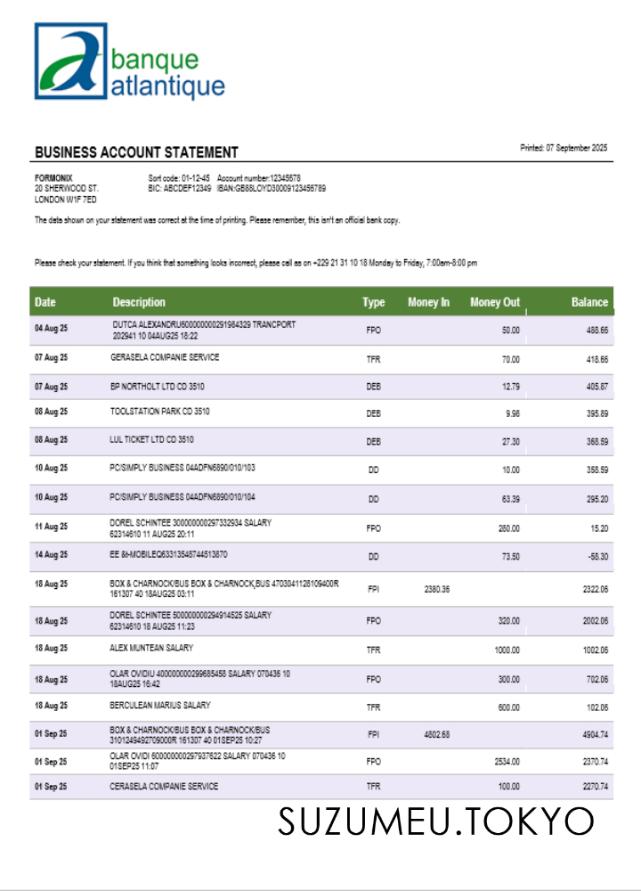 banque
atlantique
BUSINESS ACCOUNT STATEMENT
Printed: 07 September 2025
FORMONIX
20 SHERWOOD ST.
LONDON W1F 7ED
Sort code: 01-12-45 Account number:12345678
BIC: ABCDEF12349 IBAN:GB88LOYD30009123456789
The data shown on your statement was correct at the time of printing. Please remember, this isn't an official bank copy.
Please check your statement. If you think that something looks incorrect, please call as on +229 21 31 10 18 Monday to Friday, 7:00am-8:00 pm
Date Description Type Money In Money Out Balance
04 Aug 25 DUTCA ALEXANDRU600000000291984329 TRANCPORT
202941 10 04AUG25 18:22 FPO 50.00 488.66
07 Aug 25 GERASELA COMPANIE SERVICE TFR 70.00 418.66
07 Aug 25 BP NORTHOLT LTD CD 3510 DEB 12.79 405.87
08 Aug 25 TOOLSTATION PARK CD 3510 DEB 9.98 395.89
08 Aug 25 LUL TICKET LTD CD 3510 DEB 27.30 368.59
10 Aug 25 PC/SIMPLY BUSINESS 04ADFN6890/010/103 DD 10.00 358.59
10 Aug 25 PC/SIMPLY BUSINESS 04ADFN6890/010/104 DD 63.39 295.20
11 Aug 25 DOREL SCHINTEE 300000000297332934 SALARY
62314610 11 AUG25 20:11 FPO 280.00 15.20
14 Aug 25 EE &I-MOBILEQ63313548744513870 DD 73.50 -58.30
18 Aug 25 BOX & CHARNOCK/BUS BOX & CHARNOCK,BUS 4703041128109400R
161307 40 18AUG25 03:11 FPI 2380.36 2322.06
18 Aug 25 DOREL SCHINTEE 500000000294914525 SALARY
62314610 18 AUG25 11:23 FPO 320.00 2002.06
18 Aug 25 ALEX MUNTEAN SALARY TFR 1000.00 1002.06
18 Aug 25 OLAR OVIDIU 400000000299685458 SALARY 070436 10
18AUG25 16:42 FPO 300.00 702.06
18 Aug 25 BERCULEAN MARIUS SALARY TFR 600.00 102.06
01 Sep 25 BOX & CHARNOCK/BUS BOX & CHARNOCK/BUS
3101249492709000R 161307 40 01SEP25 10:27 FPI 4802.68 4904.74
01 Sep 25 OLAR OVIDI 600000000297937622 SALARY 070436 10
01SEP25 11:07 FPO 2534.00 2370.74
01 Sep 25 CERASELA COMPANIE SERVICE TFR 100.00 2270.74
SUZUMEU.TOKYO